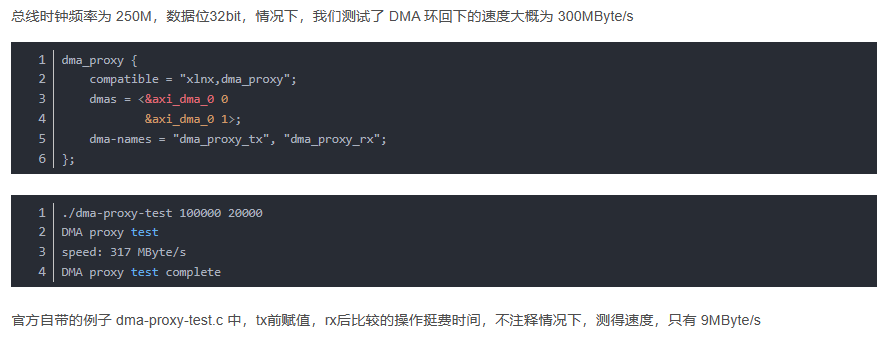 总线时钟频率为 250M，数据位32bit，情况下，我们测试了 DMA 环回下的速度大概为 300MByte/s
1 dma_proxy {
2     compatible = "xlnx,dma_proxy";
3     dmas = <&axi_dma_0 0
4             &axi_dma_0 1>;
5     dma-names = "dma_proxy_tx", "dma_proxy_rx";
6 };
1 ./dma-proxy-test 100000 20000
2 DMA proxy test
3 speed: 317 MByte/s
4 DMA proxy test complete
官方自带的例子 dma-proxy-test.c 中，tx前赋值，rx后比较的操作挺费时间，不注释情况下，测得速度，只有 9MByte/s